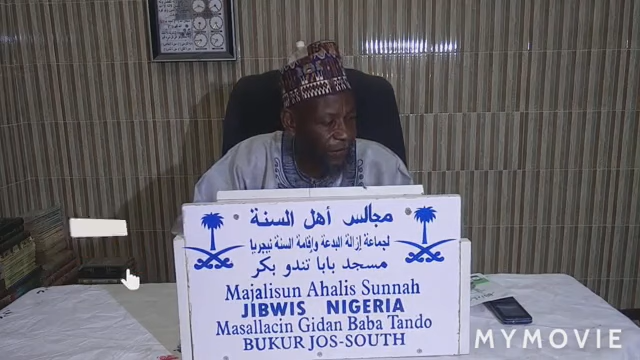 مجالس أهل السنة
لجماعة إزالة البدعة وإقامة السنة نيجريا
مسجد بابا تندو بكر
Majalisun Ahalis Sunnah
JIBWIS NIGERIA
Masallacin Gidan Baba Tando
BUKUR JOS-SOUTH
MYMOVIE